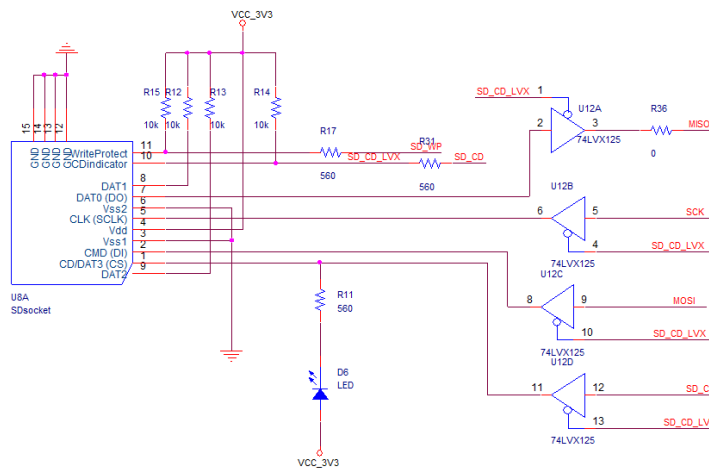 VCC_3V3
R15 R12 R13 R14
10k 10k 10k 10k
SD_CD_LVX 1 U12A
2 3
74LVX125
R36
0
MISO
15 14 13 12
GND GND GND GND
WriteProtect 11
CDindicator 10
R17
560
SD_WP
SD_CD_LVX
R31
560
SD_CD
DAT1 8
DAT0 (DO) 7
Vss2 6
CLK (SCLK) 5
Vdd 4
Vss1 3
CMD (DI) 2
CD/DAT3 (CS) 1
DAT2 9
U8A
SDsocket
U12B
6 5 SCK
4 SD_CD_LVX
74LVX125
U12C
8 9 MOSI
10 SD_CD_LVX
74LVX125
U12D
11 12 SD_C
13 SD_CD_LV
74LVX125
R11
560
D6
LED
VCC_3V3